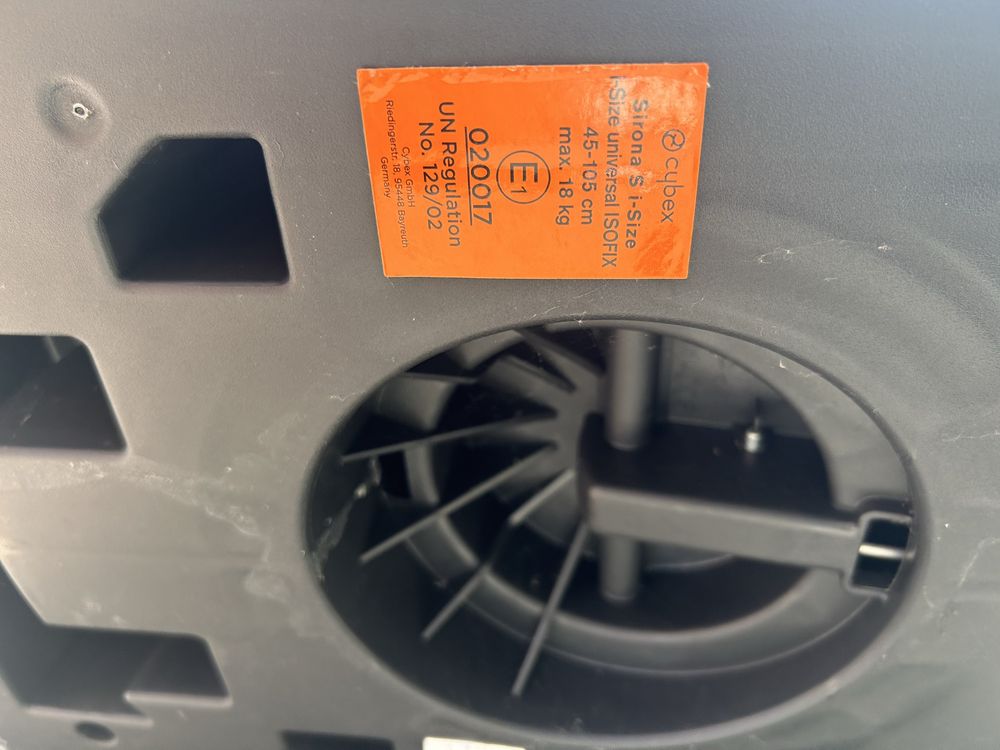 cybex
Sirona S i-Size
i-Size universal ISOFIX
45-105 cm
max. 18 kg
E1
020017
UN Regulation
No. 129/02
Cybex GmbH
Riedingerstr. 18, 95448 Bayreuth
Germany